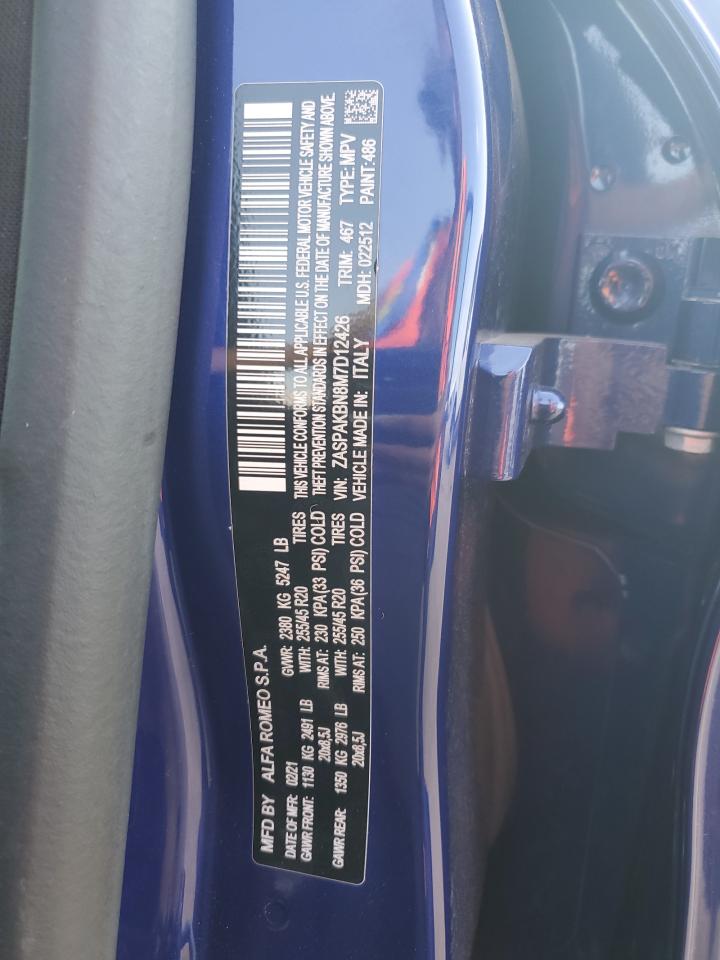 MFD BY ALFA ROMEO S.P.A.
DATE OF MFR: 02/21 GVWR: 2380 KG 5247 LB
GAWR FRONT: 1130 KG 2491 LB WITH: 255/45 R20 TIRES
20x8,5J RIMS AT: 230 KPA(33 PSI) COLD
GAWR REAR: 1350 KG 2976 LB WITH: 255/45 R20 TIRES
20x8,5J RIMS AT: 250 KPA(36 PSI) COLD
THIS VEHICLE CONFORMS TO ALL APPLICABLE U.S. FEDERAL MOTOR VEHICLE SAFETY AND
THEFT PREVENTION STANDARDS IN EFFECT ON THE DATE OF MANUFACTURE SHOWN ABOVE.
VIN: ZASPAKBN8M7D12426 TRIM: 467 TYPE: MPV
VEHICLE MADE IN: ITALY MDH: 022512 PAINT: 486